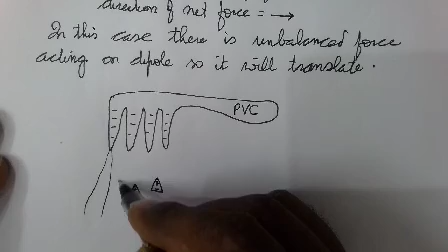 direction of net force = →
In this case there is unbalanced force
acting on dipole so it will translate.
PVC